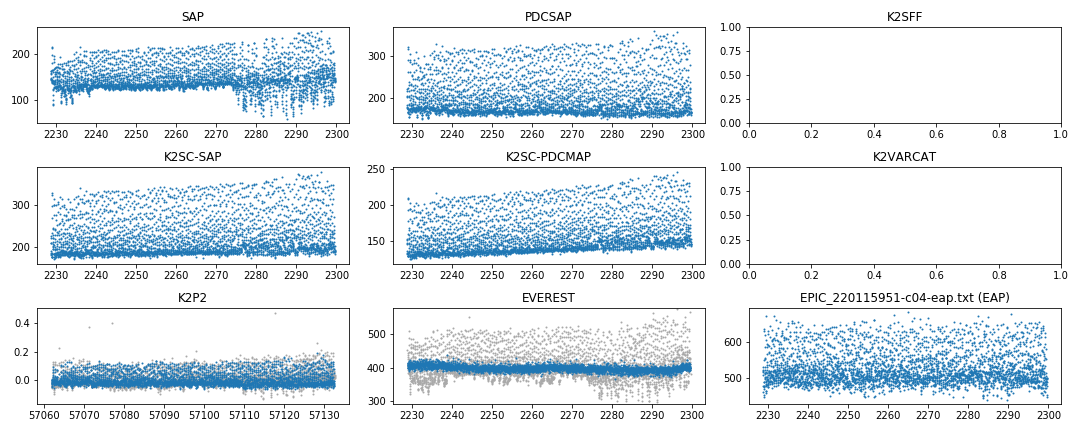 SAP
200
100
2230 2240 2250 2260 2270 2280 2290 2300
PDCSAP
300
200
2230 2240 2250 2260 2270 2280 2290 2300
K2SFF
1.00
0.75
0.50
0.25
0.00
0.0 0.2 0.4 0.6 0.8 1.0
K2SC-SAP
300
200
2230 2240 2250 2260 2270 2280 2290 2300
K2SC-PDCMAP
250
150
2230 2240 2250 2260 2270 2280 2290 2300
K2VARCAT
1.00
0.75
0.50
0.25
0.00
0.0 0.2 0.4 0.6 0.8 1.0
K2P2
0.4
0.2
0.0
57060 57070 57080 57090 57100 57110 57120 57130
EVEREST
500
400
300
2230 2240 2250 2260 2270 2280 2290 2300
EPIC_220115951-c04-eap.txt (EAP)
600
500
2230 2240 2250 2260 2270 2280 2290 2300